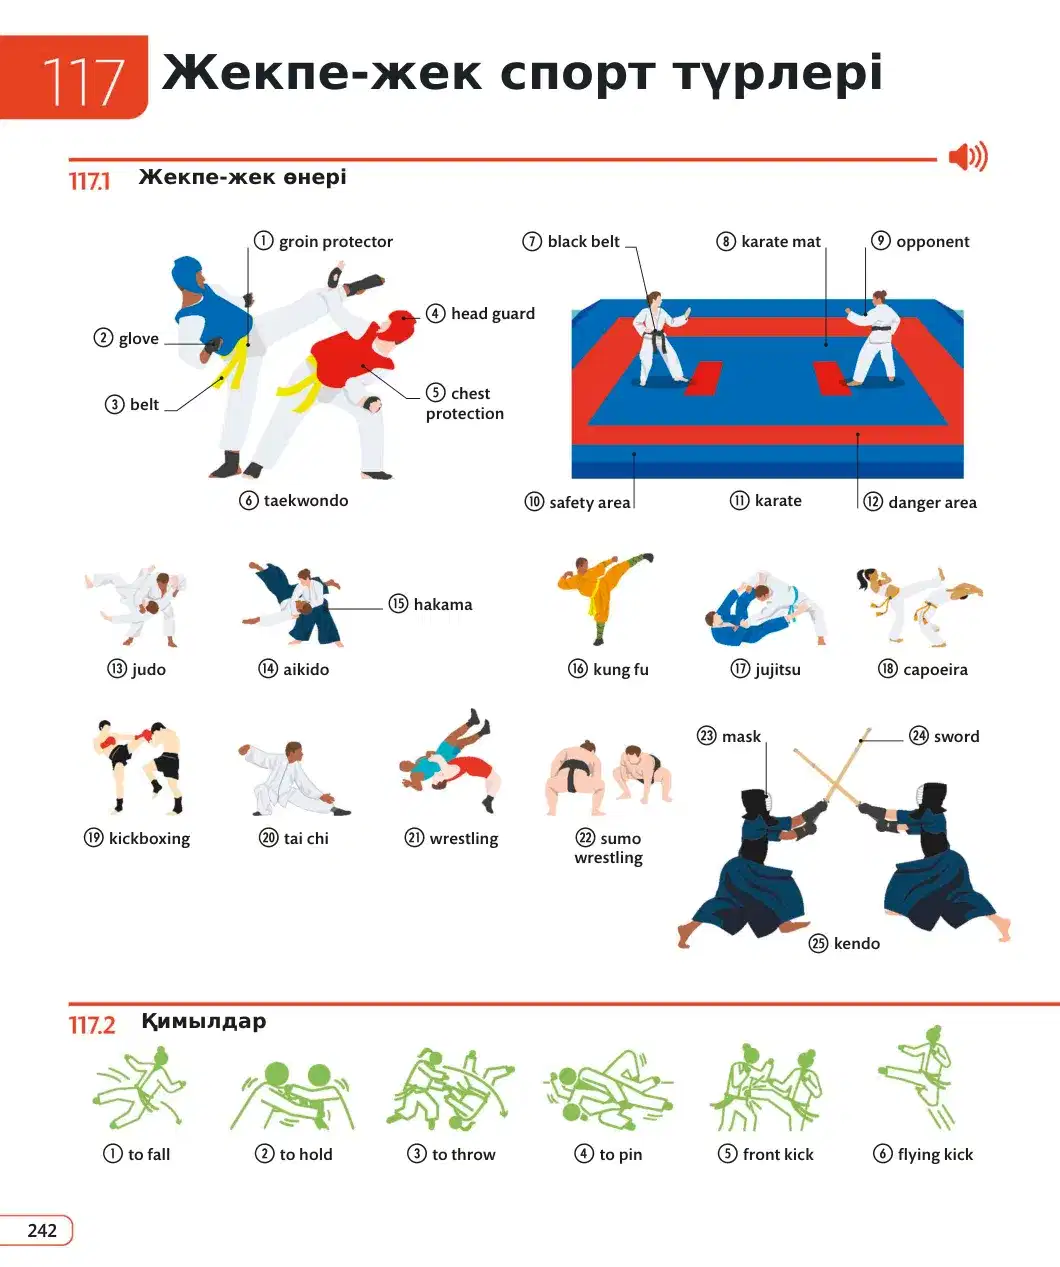 117 Жекпе-жек спорт түрлері
117.1 Жекпе-жек өнері
① groin protector
② glove
③ belt
④ head guard
⑤ chest
protection
⑥ taekwondo
⑦ black belt
⑧ karate mat
⑨ opponent
⑩ safety area
⑪ karate
⑫ danger area
⑬ judo
⑭ aikido
⑮ hakama
⑯ kung fu
⑰ jujitsu
⑱ capoeira
⑲ kickboxing
⑳ tai chi
㉑ wrestling
㉒ sumo
wrestling
㉓ mask
㉔ sword
㉕ kendo
117.2 Қимылдар
① to fall
② to hold
③ to throw
④ to pin
⑤ front kick
⑥ flying kick
242